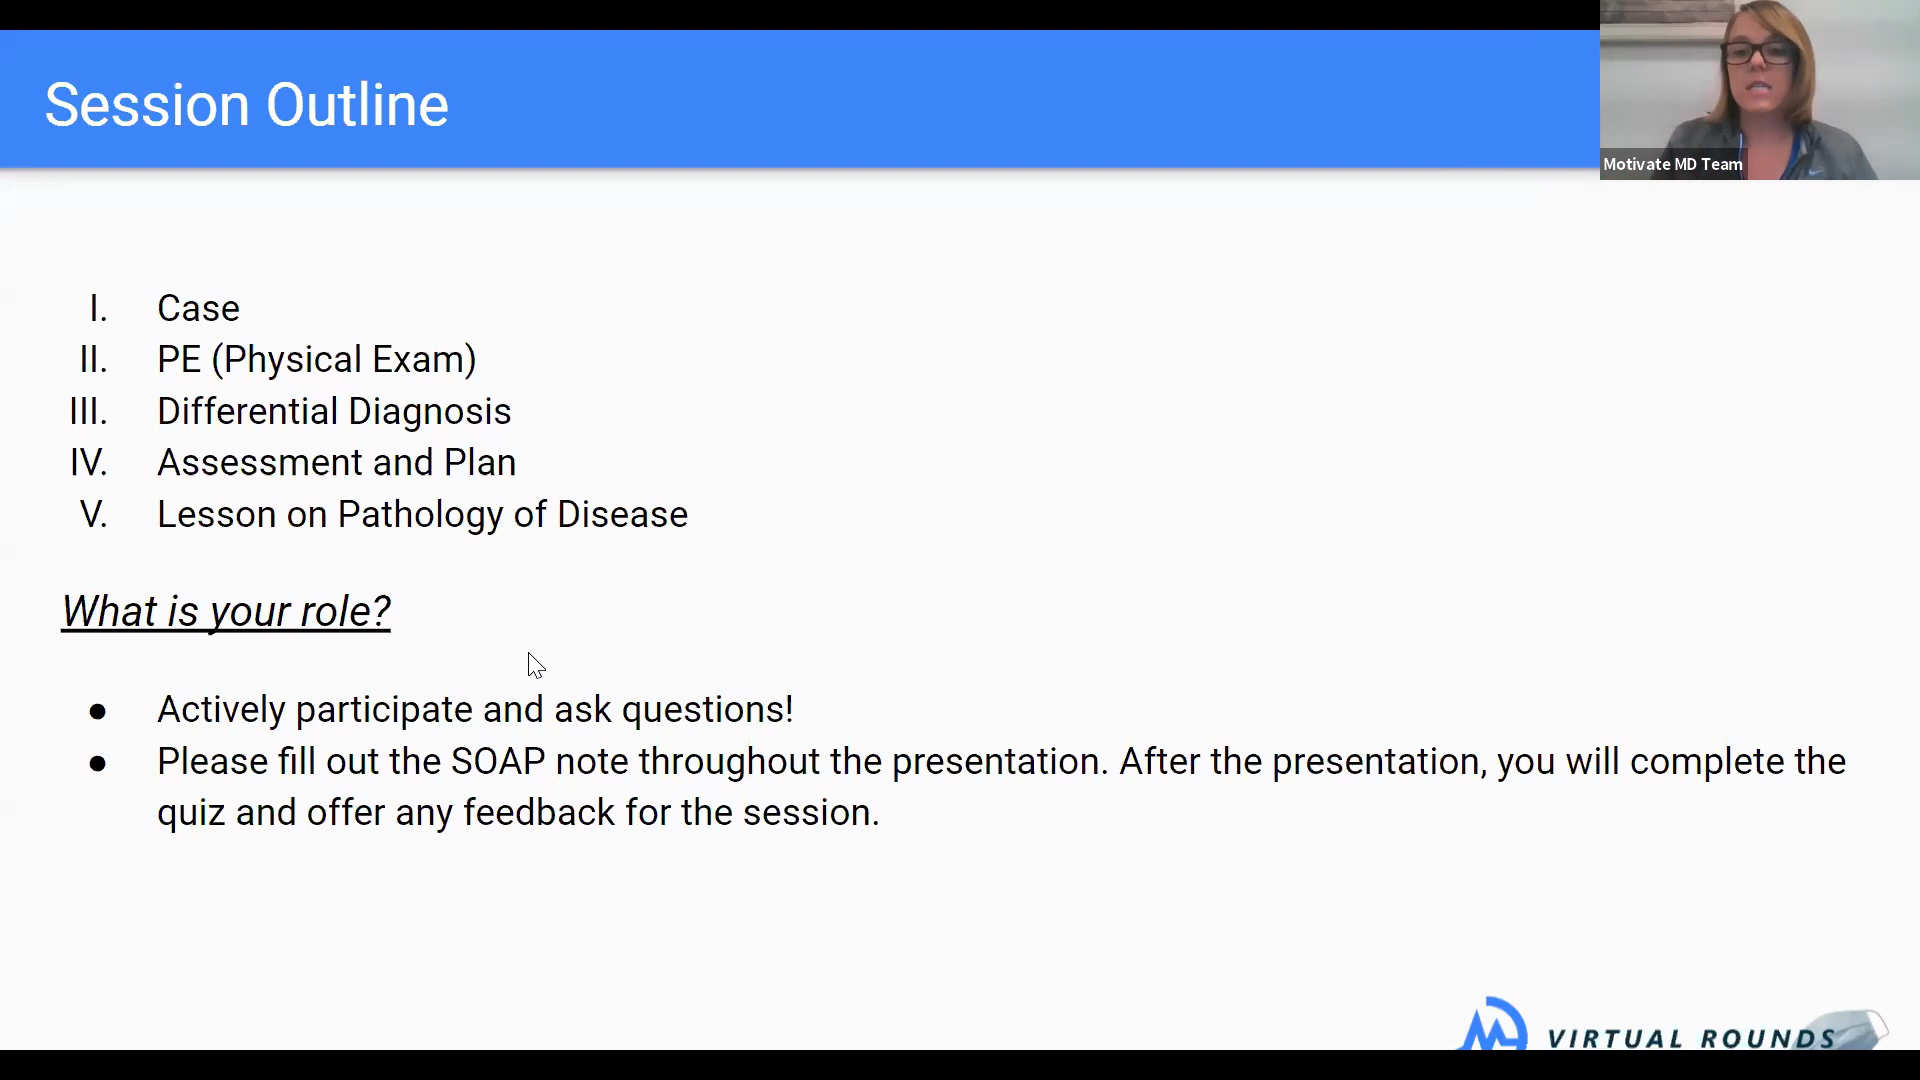 Session Outline
Motivate MD Team
I. Case
II. PE (Physical Exam)
III. Differential Diagnosis
IV. Assessment and Plan
V. Lesson on Pathology of Disease
What is your role?
● Actively participate and ask questions!
● Please fill out the SOAP note throughout the presentation. After the presentation, you will complete the
quiz and offer any feedback for the session.
VIRTUAL ROUNDS